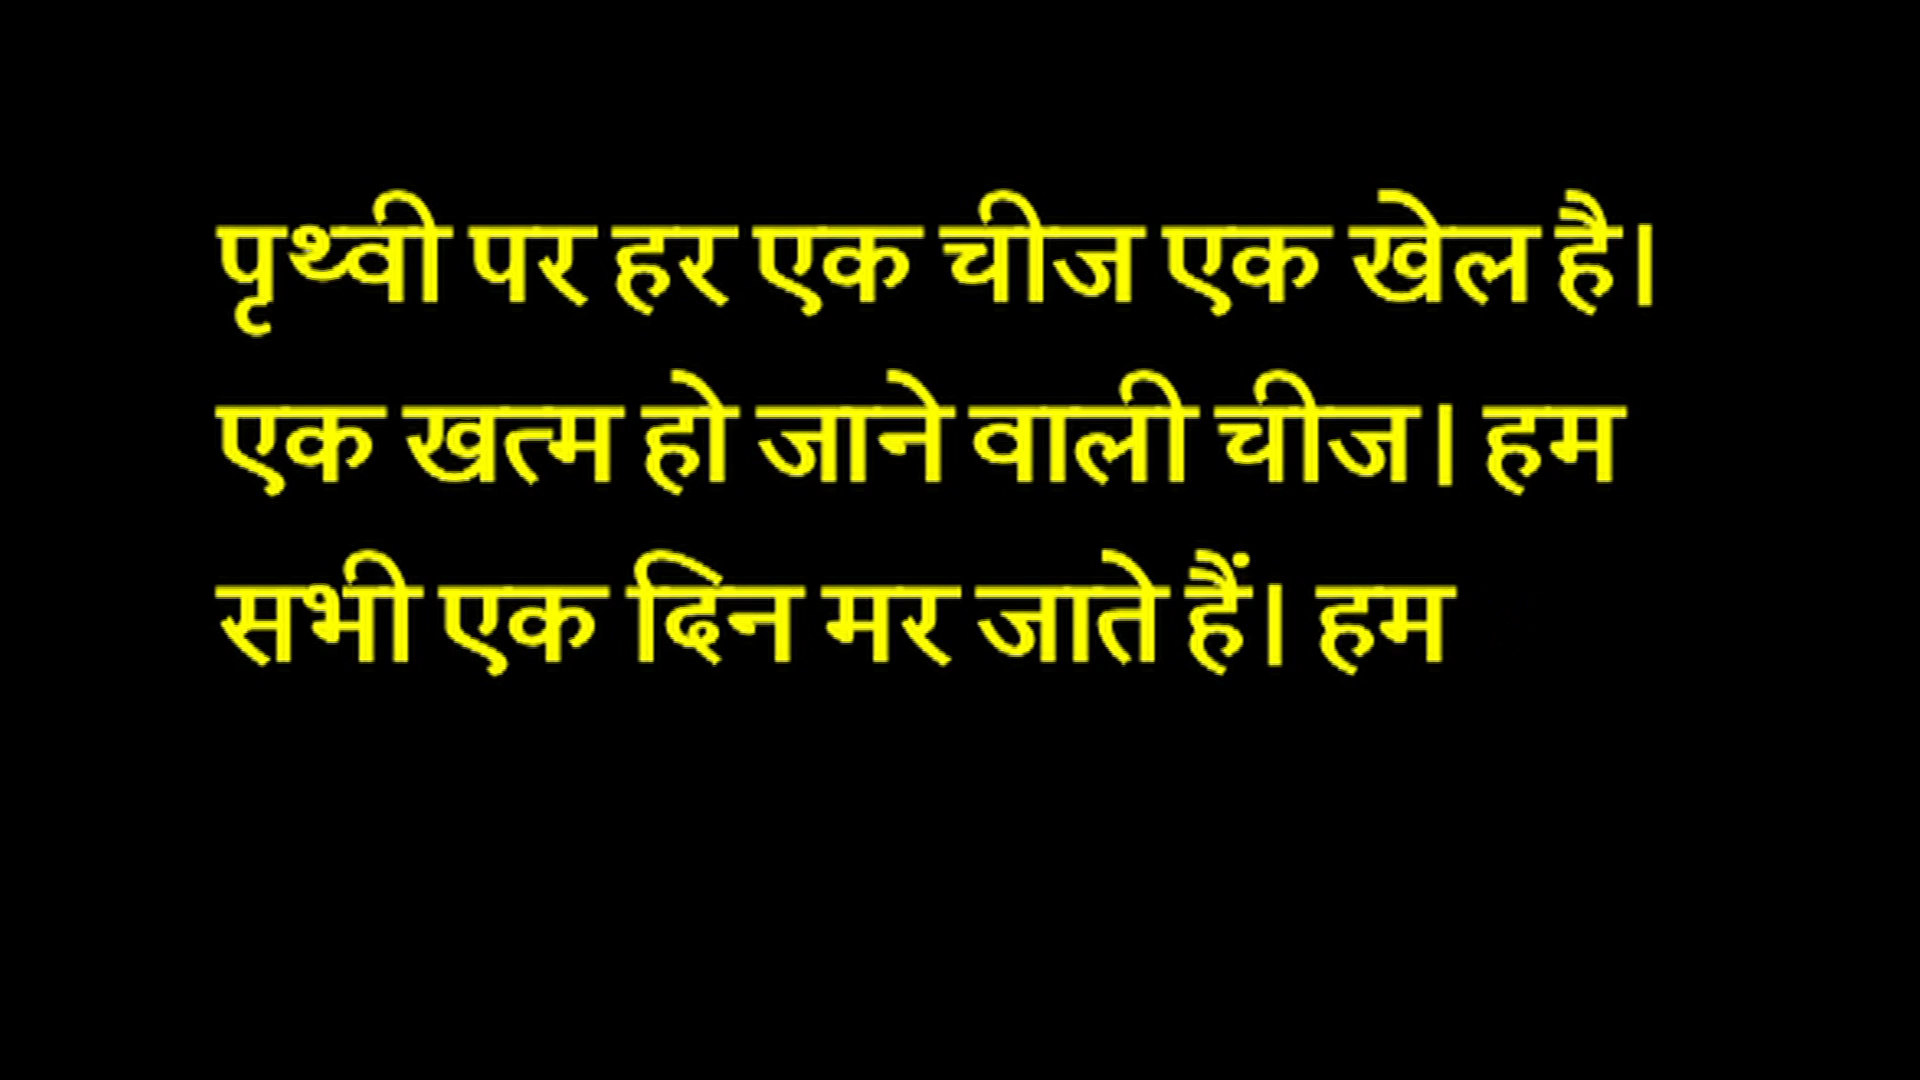 पृथ्वी पर हर एक चीज एक खेल है।
एक खत्म हो जाने वाली चीज। हम
सभी एक दिन मर जाते हैं। हम